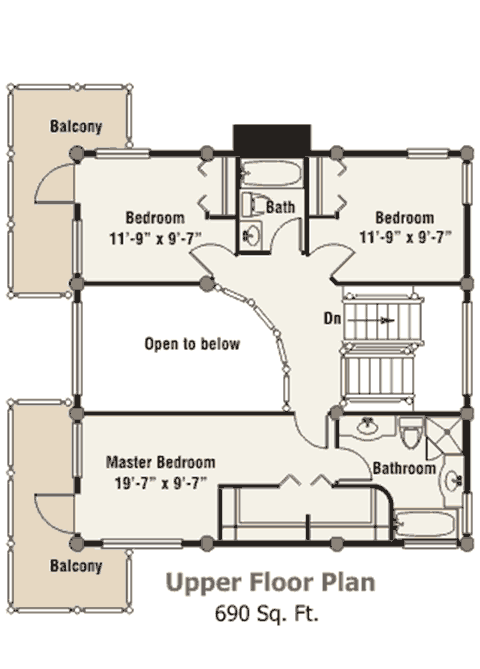 Balcony
Bedroom
11'-9" x 9'-7"
Bath
Bedroom
11'-9" x 9'-7"
Open to below
Dn
Master Bedroom
19'-7" x 9'-7"
Bathroom
Balcony
Upper Floor Plan
690 Sq. Ft.